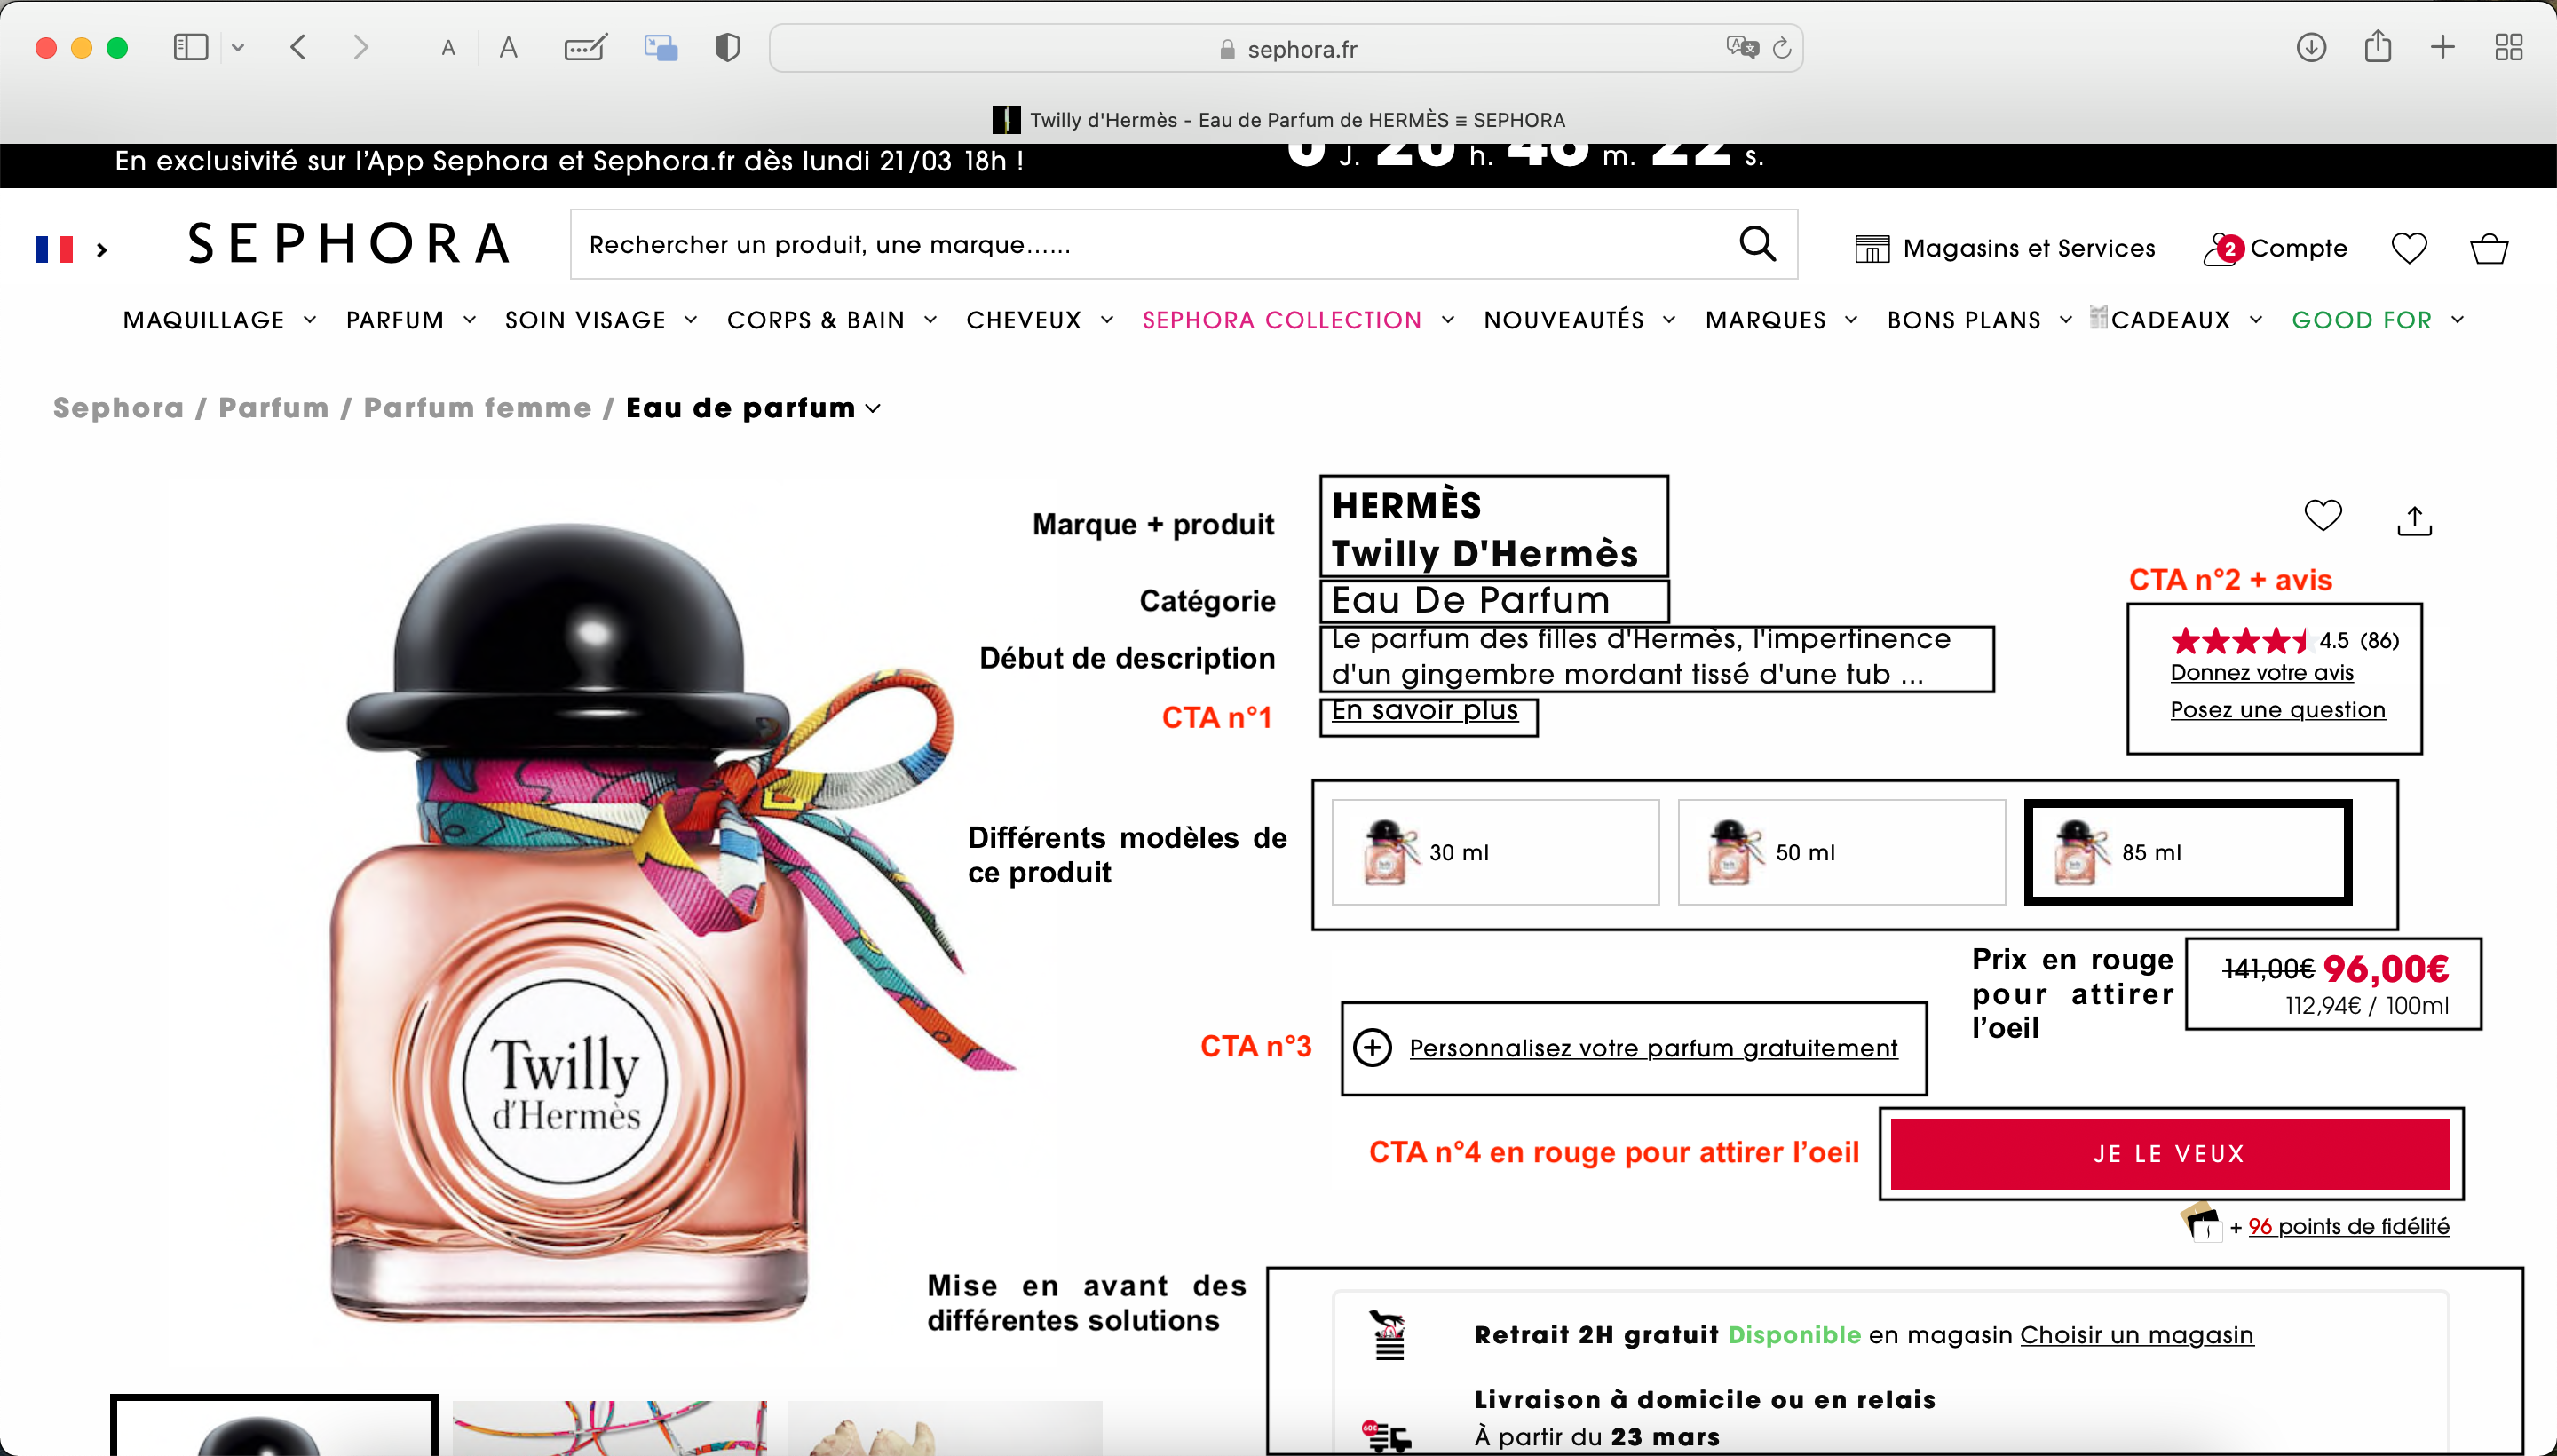 A A sephora.fr
Twilly d'Hermès - Eau de Parfum de HERMÈS ≡ SEPHORA
En exclusivité sur l'App Sephora et Sephora.fr dès lundi 21/03 18h !
J. h. m. 22 s.
SEPHORA
Rechercher un produit, une marque......
Magasins et Services
2 Compte
MAQUILLAGE PARFUM SOIN VISAGE CORPS & BAIN CHEVEUX SEPHORA COLLECTION NOUVEAUTÉS MARQUES BONS PLANS CADEAUX GOOD FOR
Sephora / Parfum / Parfum femme / Eau de parfum
Marque + produit
HERMÈS
Twilly D'Hermès
Catégorie
Eau De Parfum
Début de description
Le parfum des filles d'Hermès, l'impertinence
d'un gingembre mordant tissé d'une tub ...
CTA n°1
En savoir plus
CTA n°2 + avis
4.5 (86)
Donnez votre avis
Posez une question
Différents modèles de
ce produit
30 ml
50 ml
85 ml
Prix en rouge
pour attirer
l'oeil
141,00€ 96,00€
112,94€ / 100ml
CTA n°3
Personnalisez votre parfum gratuitement
CTA n°4 en rouge pour attirer l'oeil
JE LE VEUX
+ 96 points de fidélité
Twilly
d'Hermès
Mise en avant des
différentes solutions
Retrait 2H gratuit Disponible en magasin Choisir un magasin
Livraison à domicile ou en relais
À partir du 23 mars